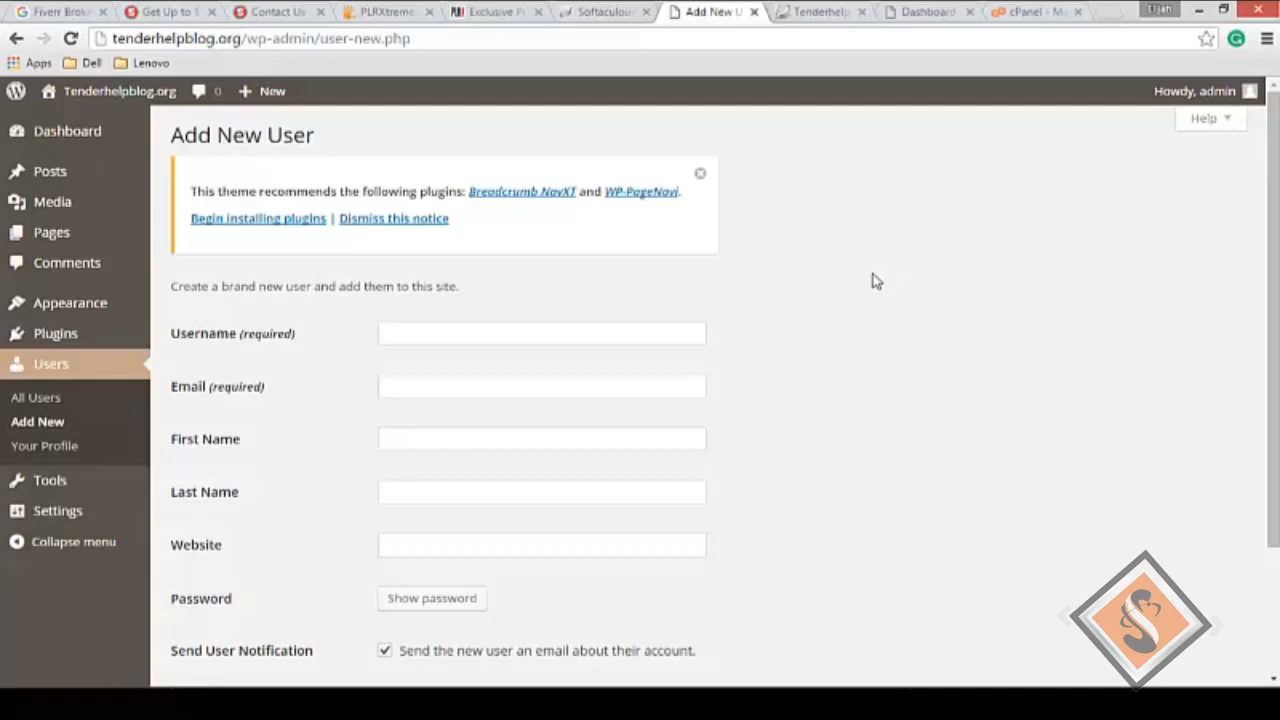 Fiverr Broke
Get Up to
Contact Us
PLRXtreme
Exclusive P
Softaculou
Add New U
Tenderhelp
Dashboard
cPanel - M
Elijah
tenderhelpblog.org/wp-admin/user-new.php
Apps
Dell
Lenovo
Tenderhelpblog.org
0
New
Howdy, admin
Dashboard
Posts
Media
Pages
Comments
Appearance
Plugins
Users
All Users
Add New
Your Profile
Tools
Settings
Collapse menu
Help
Add New User
This theme recommends the following plugins: Breadcrumb NavXT and WP-PageNavi.
Begin installing plugins | Dismiss this notice
Create a brand new user and add them to this site.
Username (required)
Email (required)
First Name
Last Name
Website
Password
Show password
Send User Notification
Send the new user an email about their account.